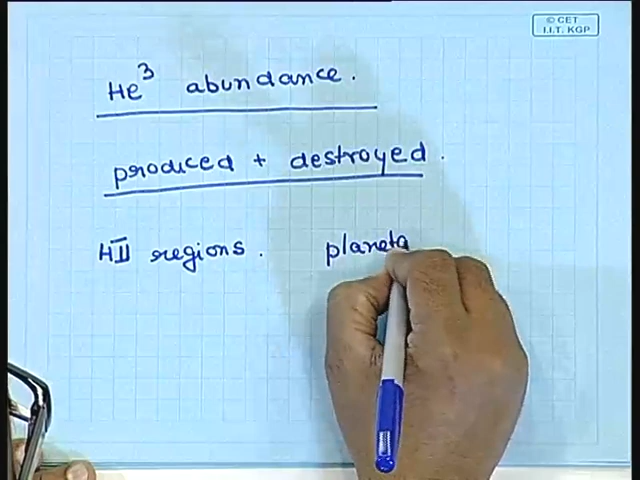 © CET
I.I.T. KGP
He³ abundance.
produced + destroyed.
HII regions. planeta